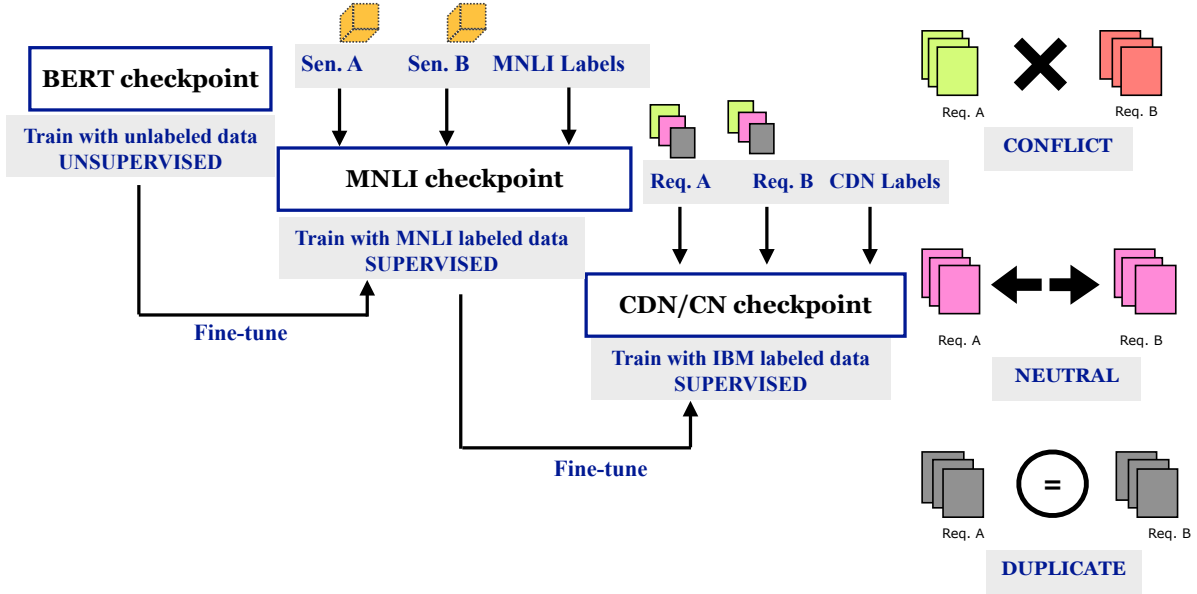 BERT checkpoint
Train with unlabeled data
UNSUPERVISED
Sen. A Sen. B MNLI Labels
MNLI checkpoint
Train with MNLI labeled data
SUPERVISED
Fine-tune
Req. A Req. B CDN Labels
CDN/CN checkpoint
Train with IBM labeled data
SUPERVISED
Fine-tune
Req. A Req. B
CONFLICT
Req. A Req. B
NEUTRAL
=
Req. A Req. B
DUPLICATE